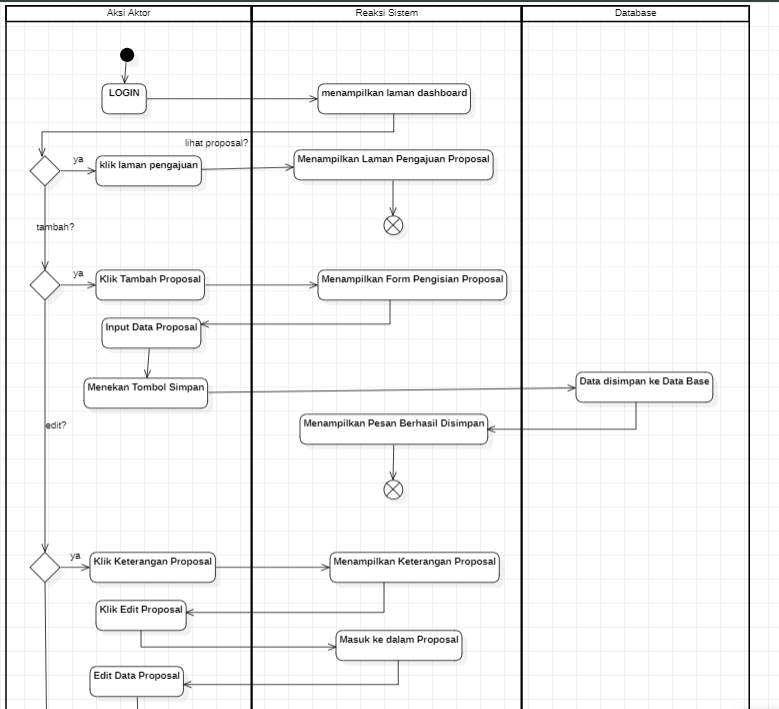 Aksi Aktor
Reaksi Sistem
Database
LOGIN
menampilkan laman dashboard
lihat proposal?
ya
klik laman pengajuan
Menampilkan Laman Pengajuan Proposal
tambah?
ya
Klik Tambah Proposal
Menampilkan Form Pengisian Proposal
Input Data Proposal
Menekan Tombol Simpan
Data disimpan ke Data Base
Menampilkan Pesan Berhasil Disimpan
edit?
ya
Klik Keterangan Proposal
Menampilkan Keterangan Proposal
Klik Edit Proposal
Masuk ke dalam Proposal
Edit Data Proposal